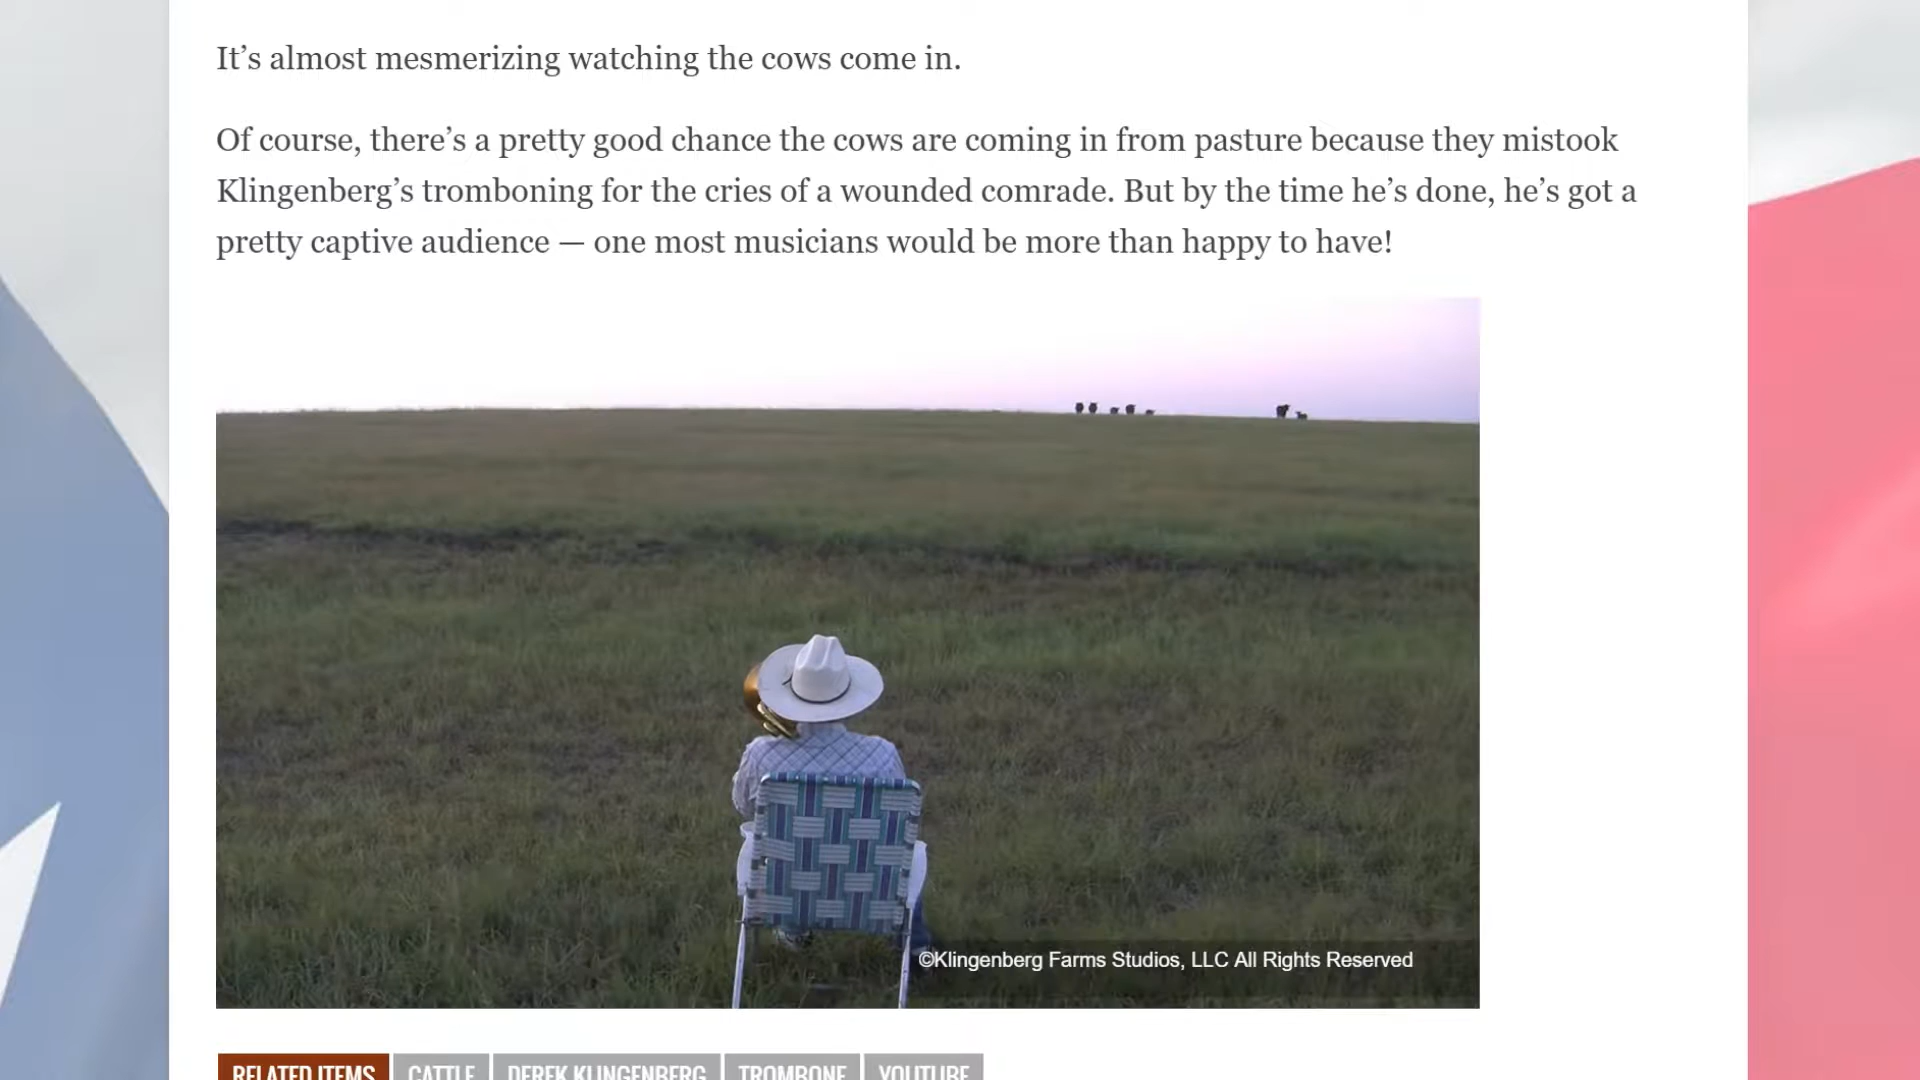 It’s almost mesmerizing watching the cows come in.
Of course, there’s a pretty good chance the cows are coming in from pasture because they mistook
Klingenberg’s tromboning for the cries of a wounded comrade. But by the time he’s done, he’s got a
pretty captive audience — one most musicians would be more than happy to have!
©Klingenberg Farms Studios, LLC All Rights Reserved
RELATED ITEMS CATTLE DEREK KLINGENBERG TROMBONE YOUTUBE